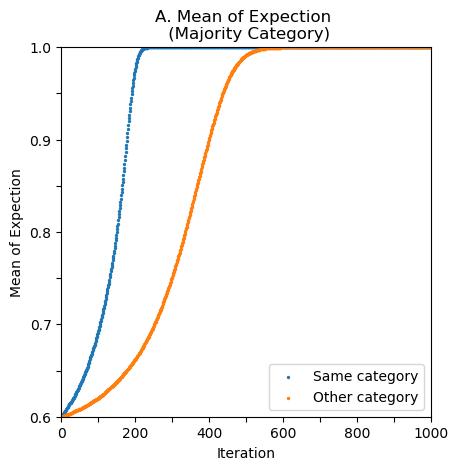 A. Mean of Expection
(Majority Category)
1.0
0.9
0.8
0.7
0.6
Mean of Expection
Same category
Other category
0 200 400 600 800 1000
Iteration